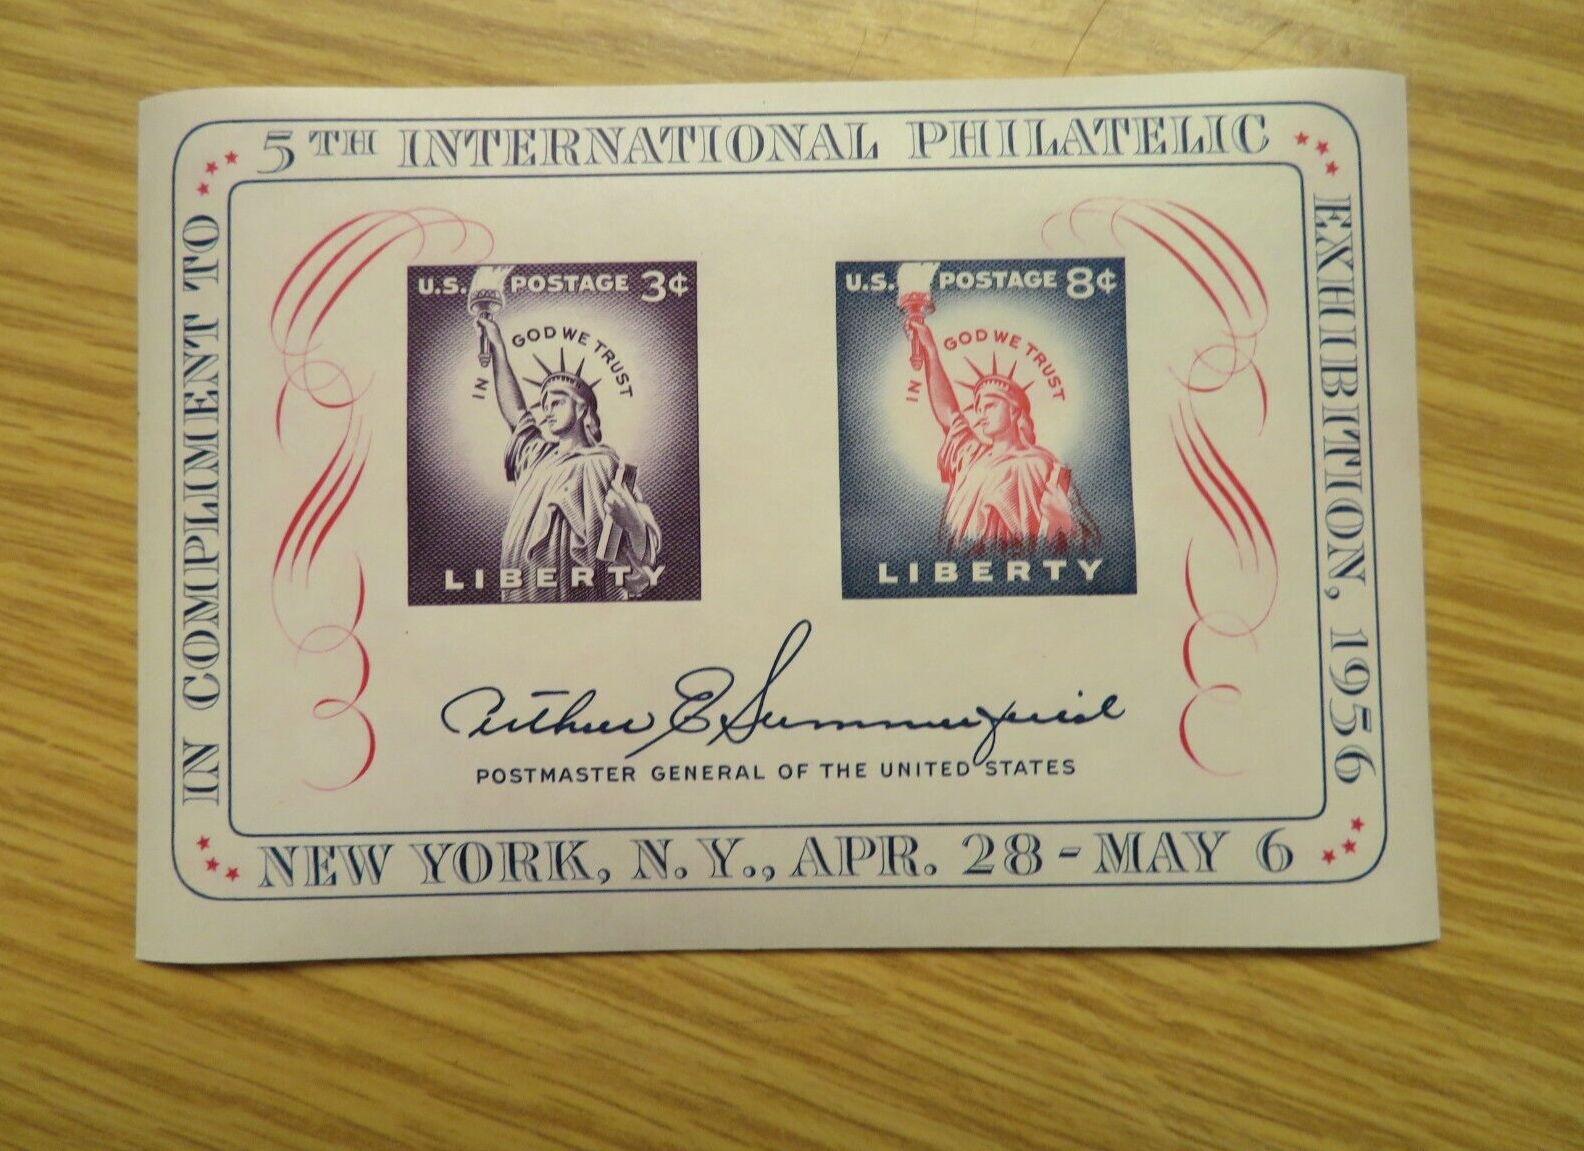 IN COMPLIMENT TO
5TH INTERNATIONAL PHILATELIC
EXHIBITION, 1956
U.S. POSTAGE 3¢
IN GOD WE TRUST
LIBERTY
U.S. POSTAGE 8¢
IN GOD WE TRUST
LIBERTY
Arthur E Summerfield
POSTMASTER GENERAL OF THE UNITED STATES
NEW YORK, N.Y., APR. 28-MAY 6